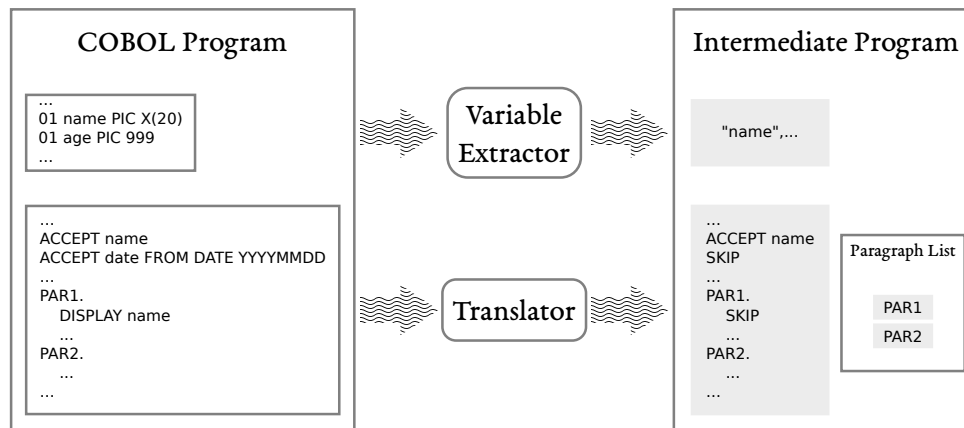 COBOL Program
...
01 name PIC X(20)
01 age PIC 999
...
...
ACCEPT name
ACCEPT date FROM DATE YYYYMMDD
...
PAR1.
DISPLAY name
...
PAR2.
...
...
Variable
Extractor
Translator
Intermediate Program
"name",...
...
ACCEPT name
SKIP
...
PAR1.
SKIP
...
PAR2.
...
...
Paragraph List
PAR1
PAR2